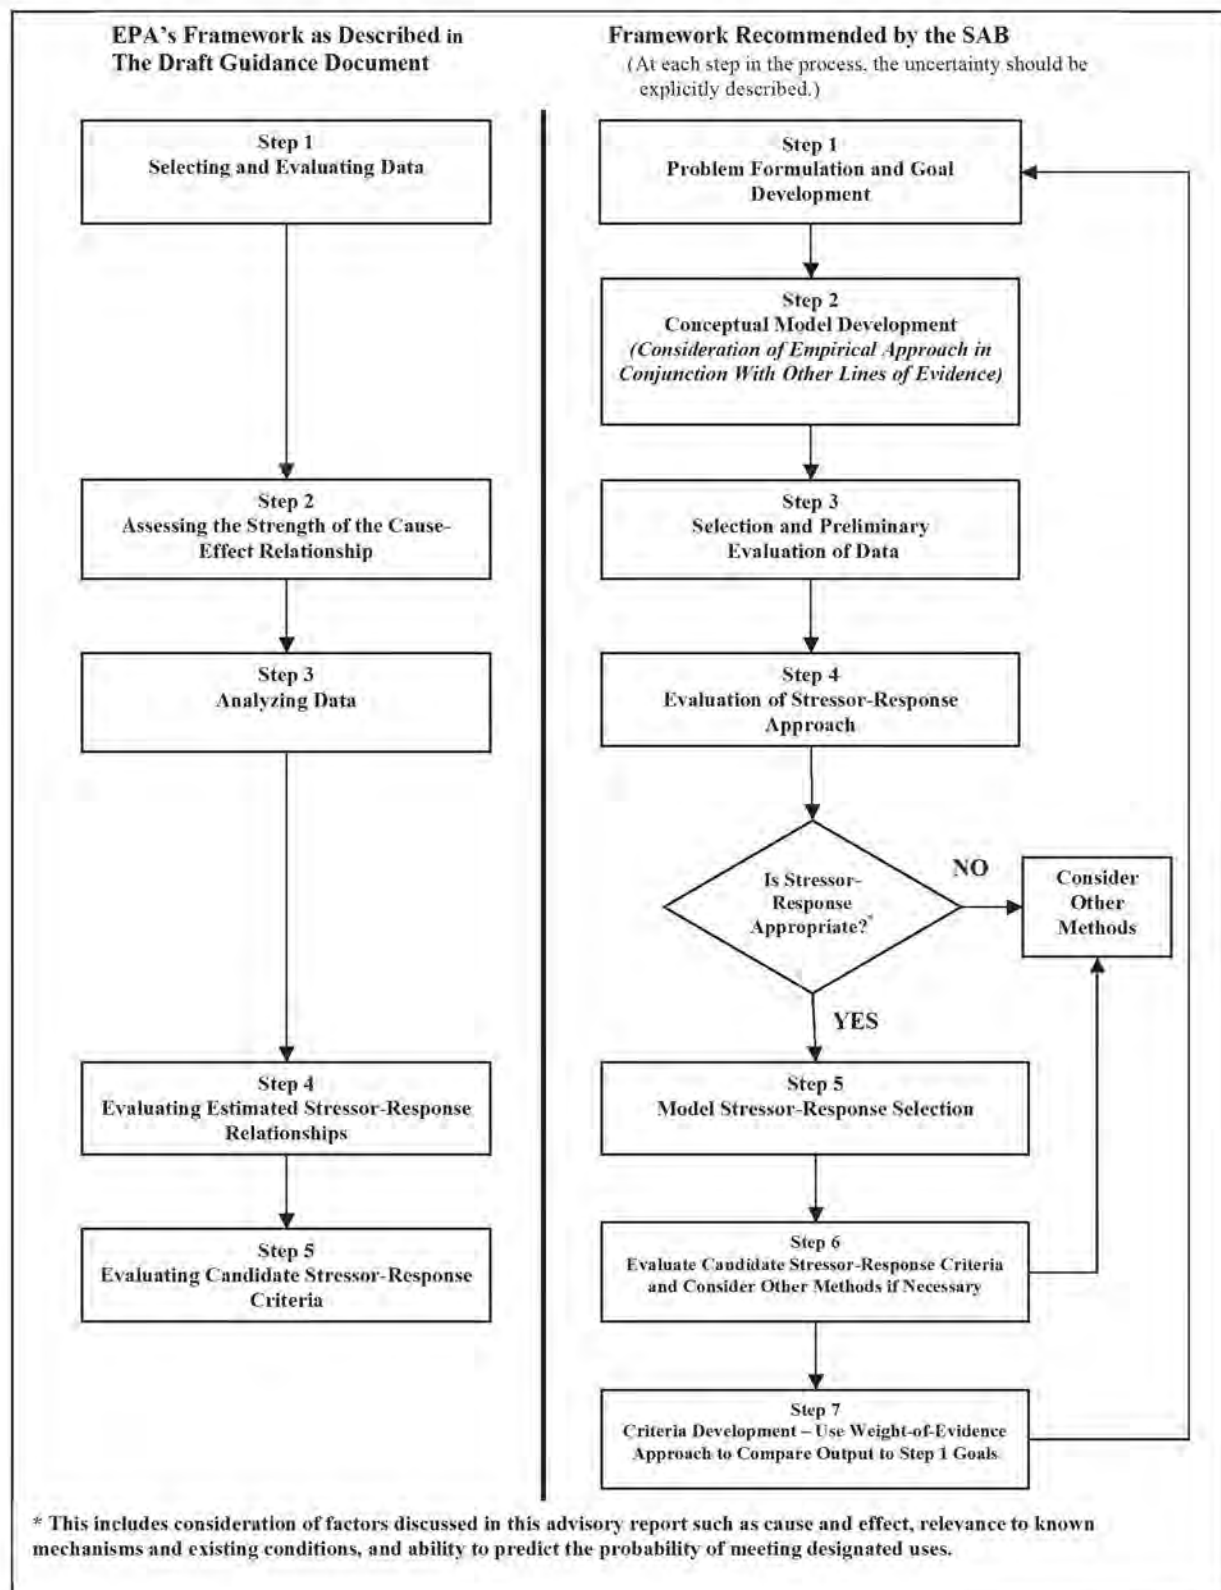 EPA's Framework as Described in
The Draft Guidance Document
Step 1
Selecting and Evaluating Data
Step 2
Assessing the Strength of the Cause-
Effect Relationship
Step 3
Analyzing Data
Step 4
Evaluating Estimated Stressor-Response
Relationships
Step 5
Evaluating Candidate Stressor-Response
Criteria
Framework Recommended by the SAB
(At each step in the process, the uncertainty should be
explicitly described.)
Step 1
Problem Formulation and Goal
Development
Step 2
Conceptual Model Development
(Consideration of Empirical Approach in
Conjunction With Other Lines of Evidence)
Step 3
Selection and Preliminary
Evaluation of Data
Step 4
Evaluation of Stressor-Response
Approach
Is Stressor-
Response
Appropriate?*
NO
Consider
Other
Methods
YES
Step 5
Model Stressor-Response Selection
Step 6
Evaluate Candidate Stressor-Response Criteria
and Consider Other Methods if Necessary
Step 7
Criteria Development – Use Weight-of-Evidence
Approach to Compare Output to Step 1 Goals
* This includes consideration of factors discussed in this advisory report such as cause and effect, relevance to known
mechanisms and existing conditions, and ability to predict the probability of meeting designated uses.